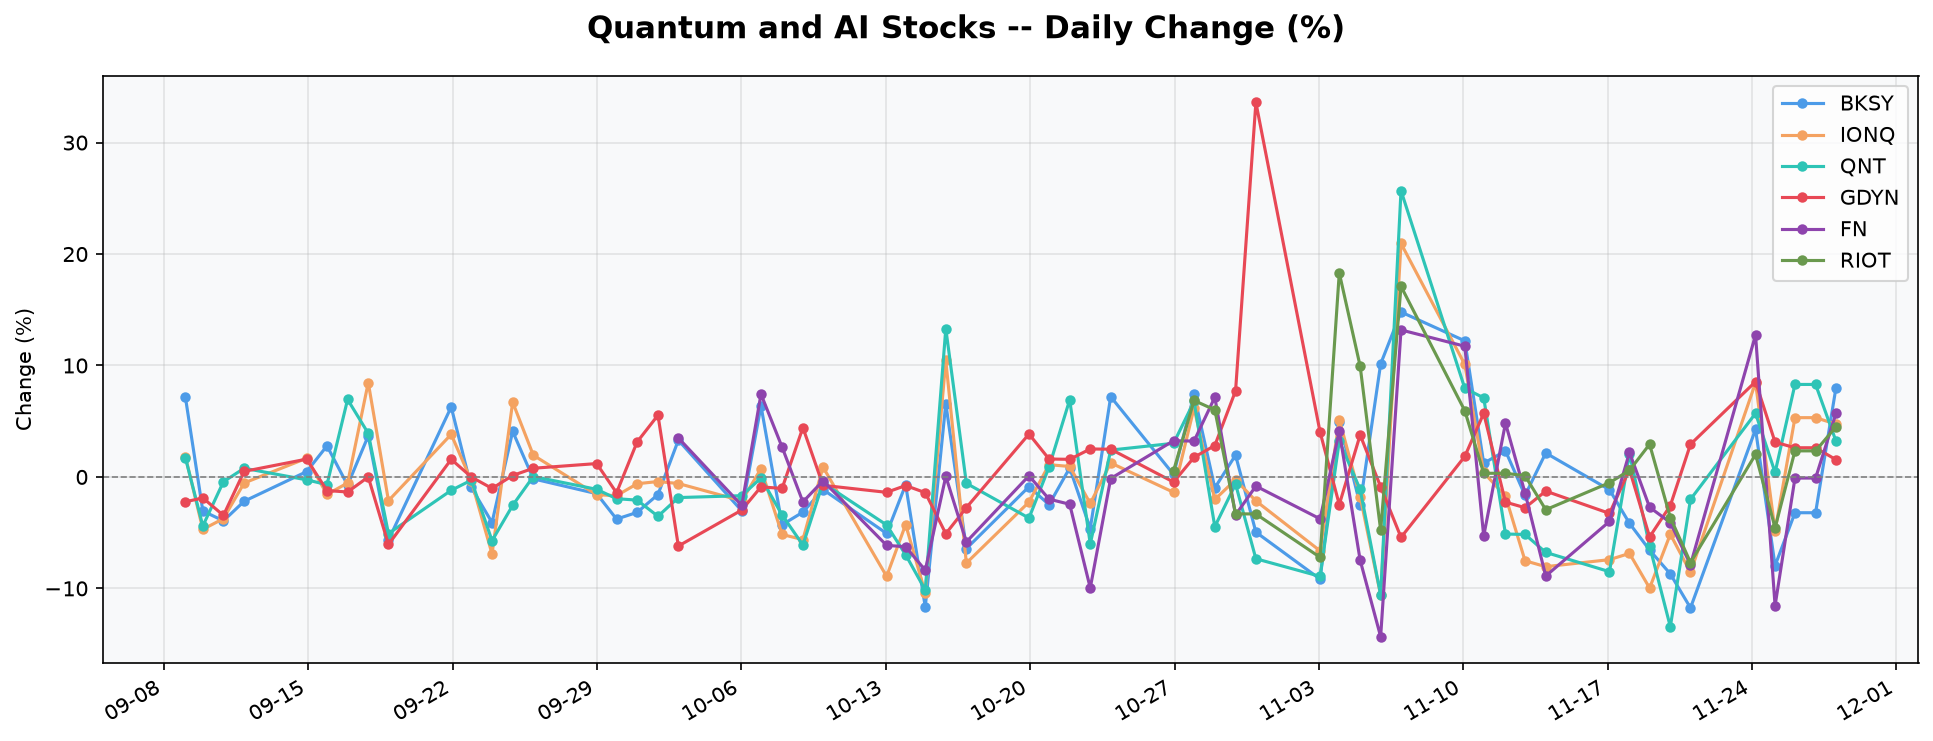 Quantum and AI Stocks -- Daily Change (%)
BKSY
IONQ
QNT
GDYN
FN
RIOT
Change (%)
30
20
10
0
−10
09-08
09-15
09-22
09-29
10-06
10-13
10-20
10-27
11-03
11-10
11-17
11-24
12-01